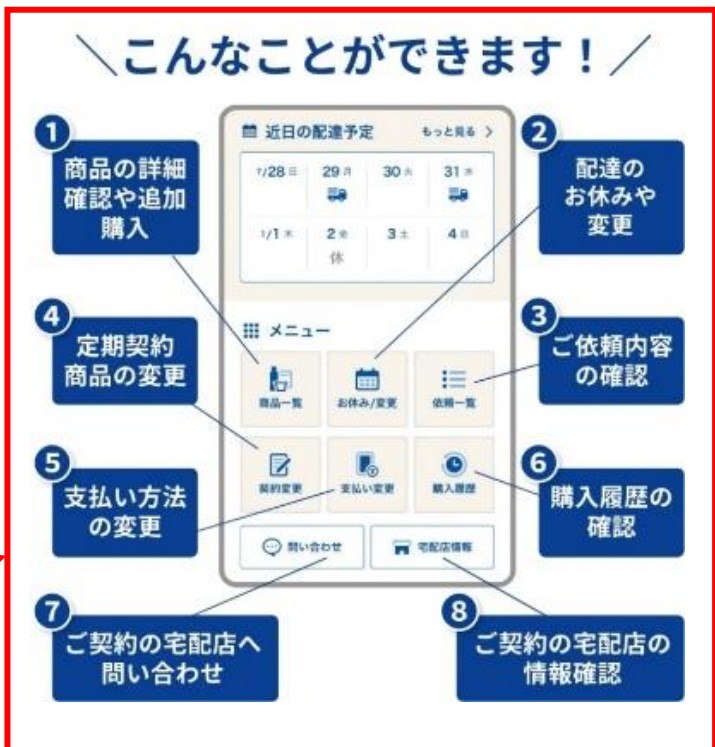 こんなことができます！
近日の配達予定 もっと見る >
7/28 日 29 月 30 火 31 水
1/1 木 2 金 3 土 4 日
休
メニュー
商品一覧 お休み/変更 依頼一覧
契約変更 支払い変更 購入履歴
問い合わせ 宅配店情報
1
商品の詳細
確認や追加
購入
2
配達の
お休みや
変更
3
ご依頼内容
の確認
4
定期契約
商品の変更
5
支払い方法
の変更
6
購入履歴の
確認
7
ご契約の宅配店へ
問い合わせ
8
ご契約の宅配店の
情報確認